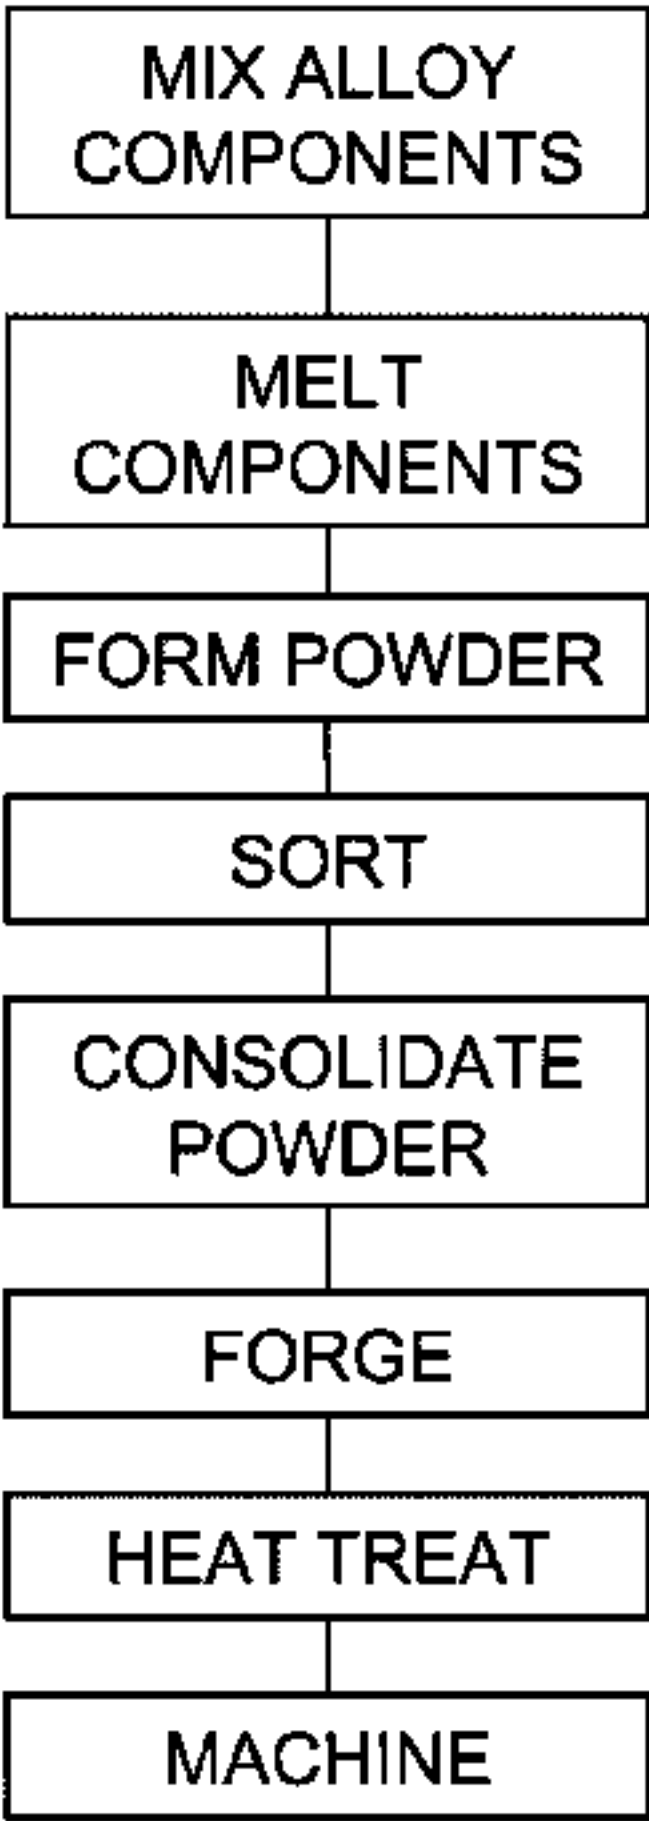 MIX ALLOY
COMPONENTS
MELT
COMPONENTS
FORM POWDER
SORT
CONSOLIDATE
POWDER
FORGE
HEAT TREAT
MACHINE